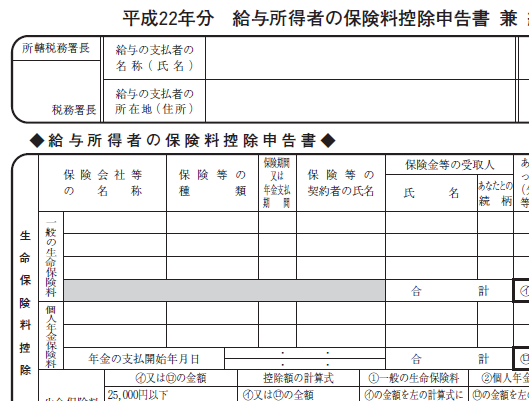 平成22年分 給与所得者の保険料控除申告書 兼
所轄税務署長
税務署長
給与の支払者の
名称(氏名)
給与の支払者の
所在地(住所)
◆給与所得者の保険料控除申告書◆
生命保険料控除
保険会社等
の名称
保険等の
種類
保険期間
又は
年金支払
期間
保険等の
契約者の氏名
保険金等の受取人
氏名
あなたとの
続柄
一般の生命保険料
合計
㋑
個人年金保険料
年金の支払開始年月日
・ ・
・ ・
合計
㋺
㋑又は㋺の金額
控除額の計算式
①一般の生命保険料
②個人年金
25,000円以下
㋑又は㋺の金額
㋑の金額を左の計算式に
㋺の金額を左の